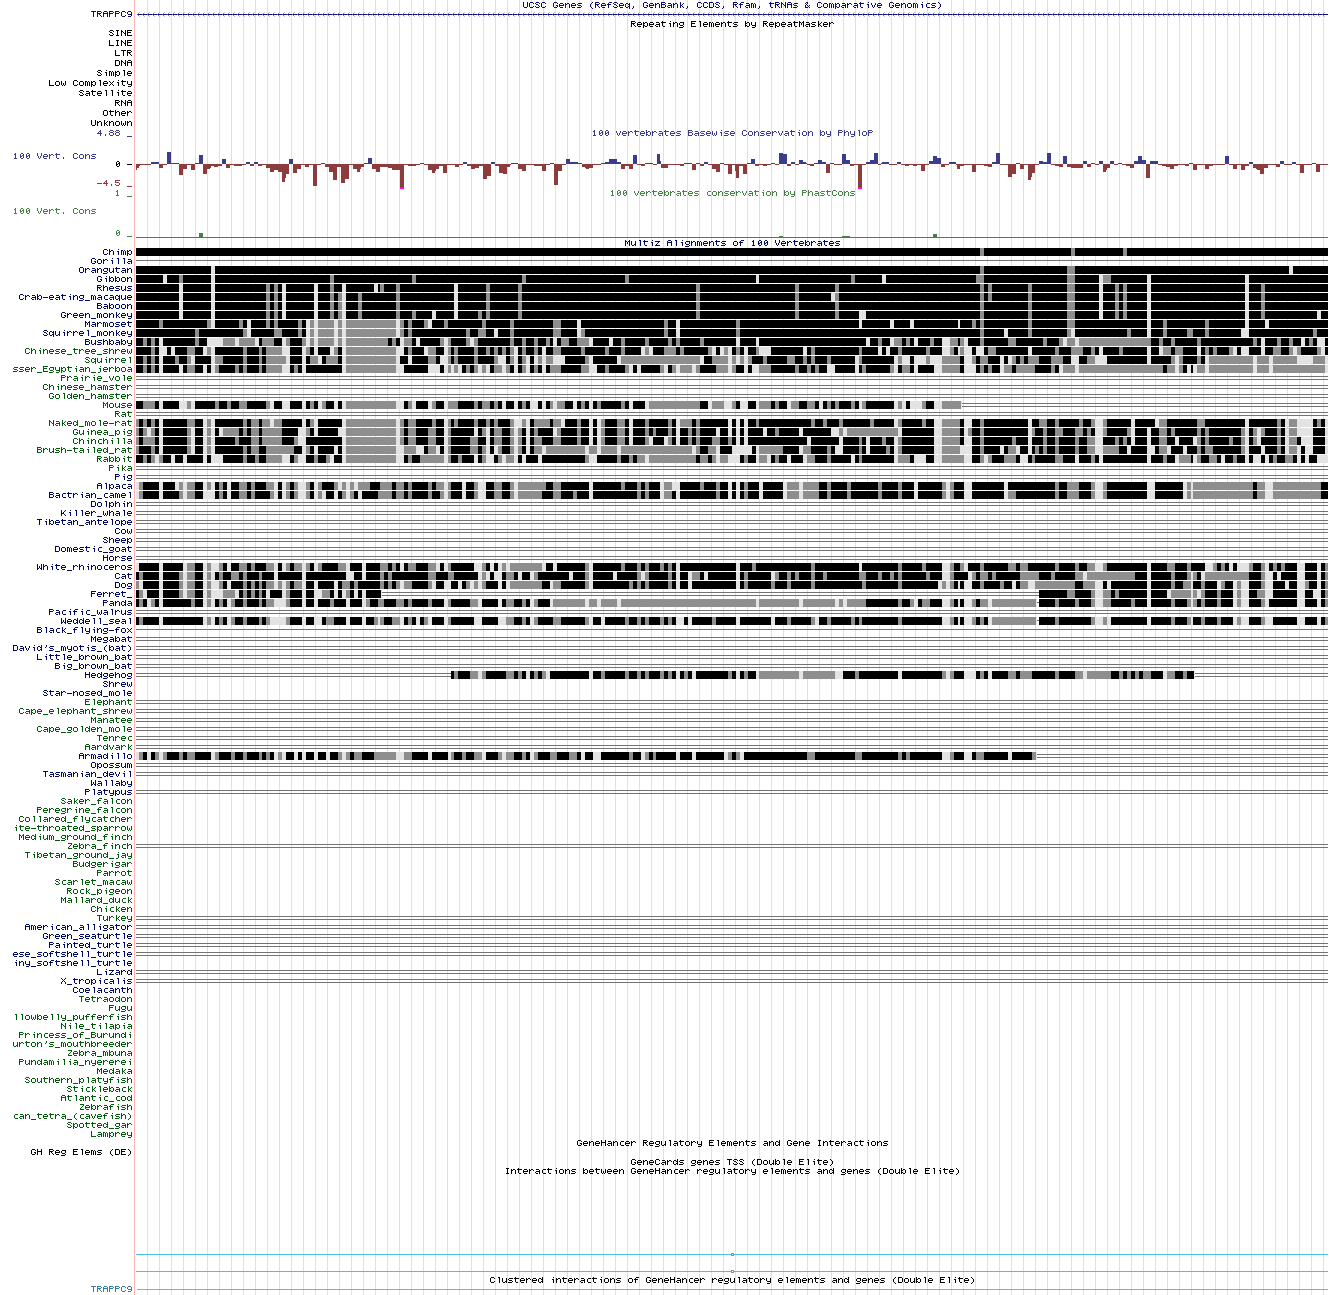 UCSC Genes (RefSeq, GenBank, CCDS, Rfam, tRNAs & Comparative Genomics)
TRAPPC9
Repeating Elements by RepeatMasker
SINE
LINE
LTR
DNA
Simple
Low Complexity
Satellite
RNA
Other
Unknown
4.88 _
100 vertebrates Basewise Conservation by PhyloP
100 Vert. Cons
0 _
-4.5 _
1 _
100 vertebrates conservation by PhastCons
100 Vert. Cons
0 _
Multiz Alignments of 100 Vertebrates
Chimp
Gorilla
Orangutan
Gibbon
Rhesus
Crab-eating_macaque
Baboon
Green_monkey
Marmoset
Squirrel_monkey
Bushbaby
Chinese_tree_shrew
Squirrel
sser_Egyptian_jerboa
Prairie_vole
Chinese_hamster
Golden_hamster
Mouse
Rat
Naked_mole-rat
Guinea_pig
Chinchilla
Brush-tailed_rat
Rabbit
Pika
Pig
Alpaca
Bactrian_camel
Dolphin
Killer_whale
Tibetan_antelope
Cow
Sheep
Domestic_goat
Horse
White_rhinoceros
Cat
Dog
Ferret_
Panda
Pacific_walrus
Weddell_seal
Black_flying-fox
Megabat
David's_myotis_(bat)
Little_brown_bat
Big_brown_bat
Hedgehog
Shrew
Star-nosed_mole
Elephant
Cape_elephant_shrew
Manatee
Cape_golden_mole
Tenrec
Aardvark
Armadillo
Opossum
Tasmanian_devil
Wallaby
Platypus
Saker_falcon
Peregrine_falcon
Collared_flycatcher
ite-throated_sparrow
Medium_ground_finch
Zebra_finch
Tibetan_ground_jay
Budgerigar
Parrot
Scarlet_macaw
Rock_pigeon
Mallard_duck
Chicken
Turkey
American_alligator
Green_seaturtle
Painted_turtle
ese_softshell_turtle
iny_softshell_turtle
Lizard
X_tropicalis
Coelacanth
Tetraodon
Fugu
llowbelly_pufferfish
Nile_tilapia
Princess_of_Burundi
urton's_mouthbreeder
Zebra_mbuna
Pundamilia_nyererei
Medaka
Southern_platyfish
Stickleback
Atlantic_cod
Zebrafish
can_tetra_(cavefish)
Spotted_gar
Lamprey
GeneHancer Regulatory Elements and Gene Interactions
GH Reg Elems (DE)
GeneCards genes TSS (Double Elite)
Interactions between GeneHancer regulatory elements and genes (Double Elite)
Clustered interactions of GeneHancer regulatory elements and genes (Double Elite)
TRAPPC9